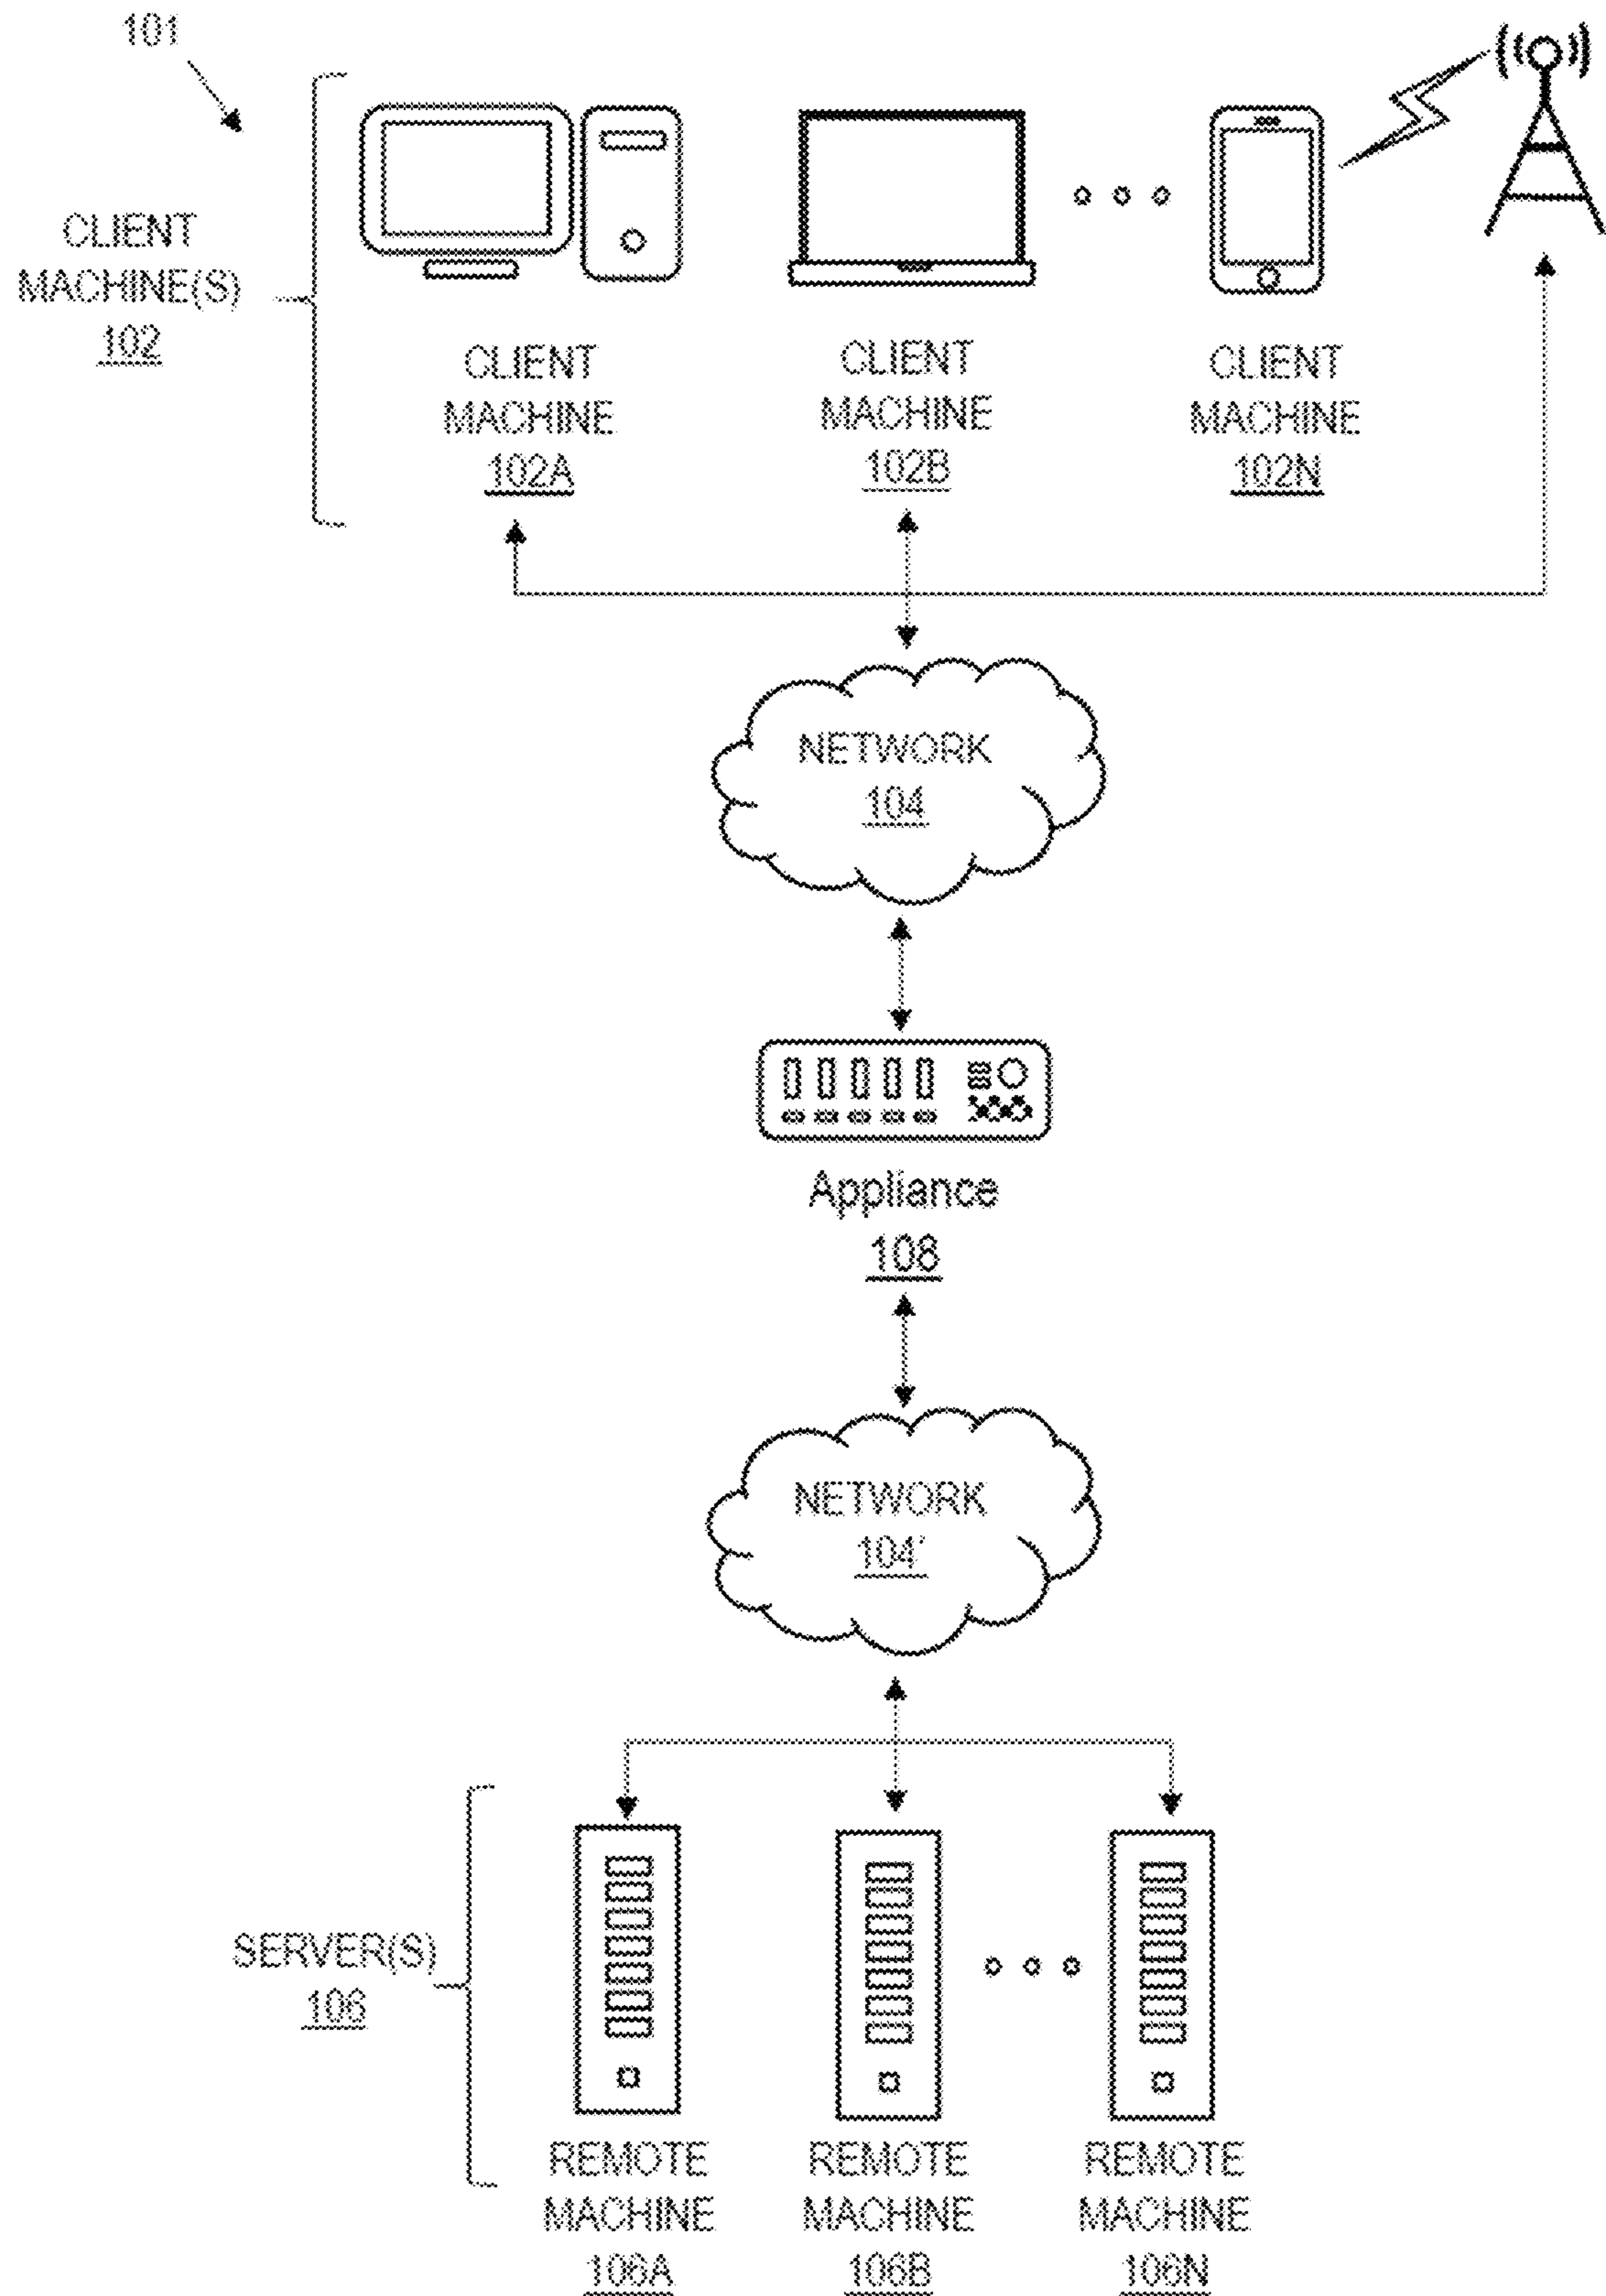 101
CLIENT
MACHINE(S)
102
CLIENT
MACHINE
102A
CLIENT
MACHINE
102B
CLIENT
MACHINE
102N
NETWORK
104
Appliance
108
NETWORK
104'
SERVER(S)
106
REMOTE
MACHINE
106A
REMOTE
MACHINE
106B
REMOTE
MACHINE
106N